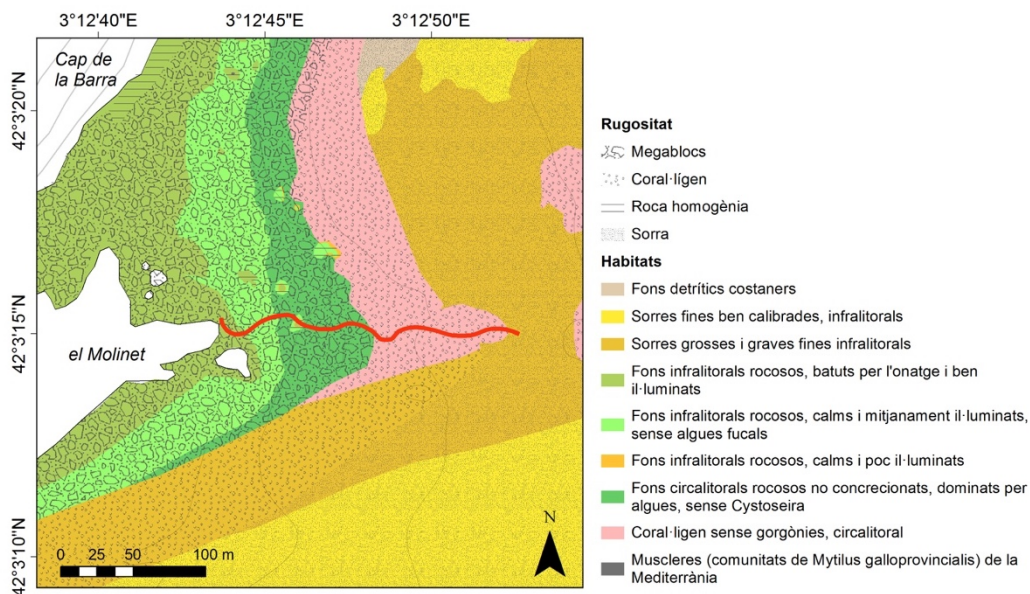 3°12'40"E
3°12'45"E
3°12'50"E
Cap de
la Barra
42°3'20"N
42°3'15"N
el Molinet
42°3'10"N
0 25 50 100 m
N
Rugositat
Megablocs
Coral·lígen
Roca homogènia
Sorra
Habitats
Fons detrítics costaners
Sorres fines ben calibrades, infralitorals
Sorres grosses i graves fines infralitorals
Fons infralitorals rocosos, batuts per l'onatge i ben
il·luminats
Fons infralitorals rocosos, calms i mitjanament il·luminats,
sense algues fucals
Fons infralitorals rocosos, calms i poc il·luminats
Fons circalitorals rocosos no concrecionats, dominats per
algues, sense Cystoseira
Coral·ligen sense gorgònies, circalitoral
Muscleres (comunitats de Mytilus galloprovincialis) de la
Mediterrània